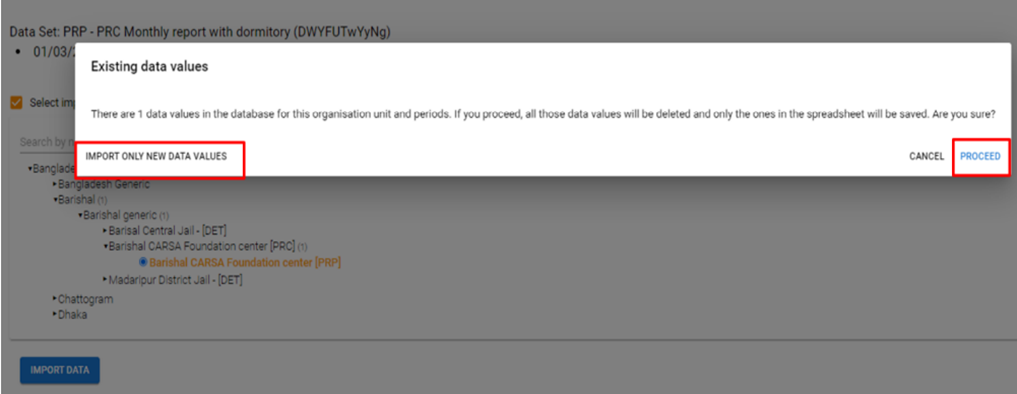 Data Set: PRP - PRC Monthly report with dormitory (DWYFUTwYyNg)
01/03/
Existing data values
Select im
There are 1 data values in the database for this organisation unit and periods. If you proceed, all those data values will be deleted and only the ones in the spreadsheet will be saved. Are you sure?
Search by n
IMPORT ONLY NEW DATA VALUES CANCEL PROCEED
Banglade
Bangladesh Generic
Barishal (1)
Barishal generic (1)
Barisal Central Jail - [DET]
Barishal CARSA Foundation center [PRC] (1)
Barishal CARSA Foundation center [PRP]
Madaripur District Jail - [DET]
Chattogram
Dhaka
IMPORT DATA